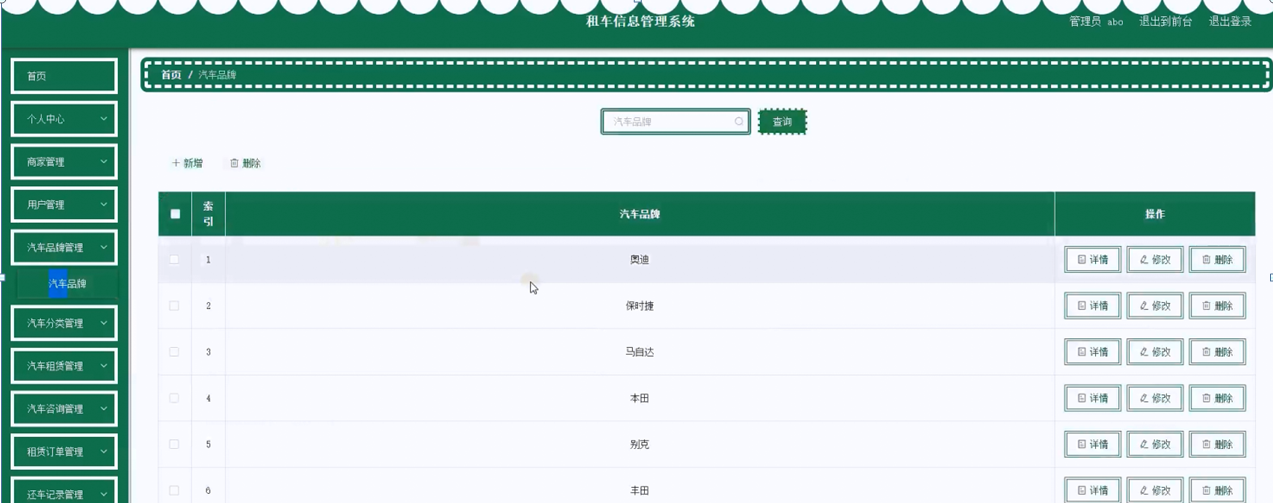 租车信息管理系统
管理员 abo 退出到前台 退出登录
首页
个人中心
商家管理
用户管理
汽车品牌管理
汽车品牌
汽车分类管理
汽车租赁管理
汽车咨询管理
租赁订单管理
还车记录管理
首页 / 汽车品牌
汽车品牌 查询
新增 删除
索引 汽车品牌 操作
1 奥迪 详情 修改 删除
2 保时捷 详情 修改 删除
3 马自达 详情 修改 删除
4 本田 详情 修改 删除
5 别克 详情 修改 删除
6 丰田 详情 修改 删除